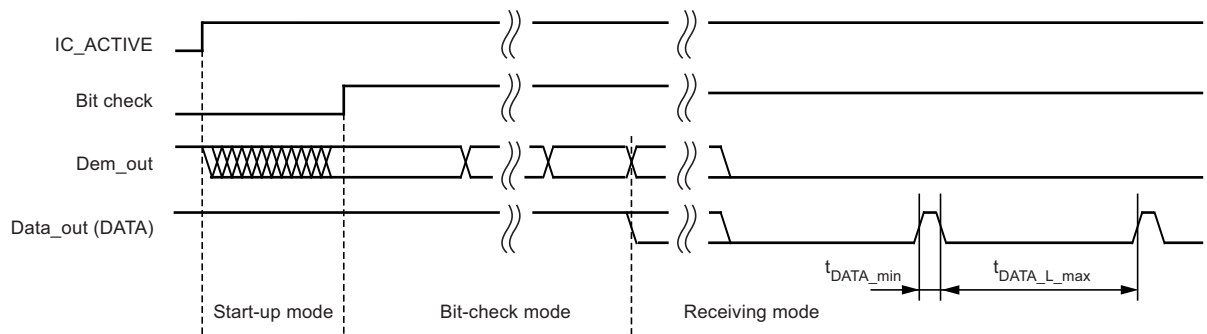 IC_ACTIVE
Bit check
Dem_out
Data_out (DATA)
tDATA_min
tDATA_L_max
Start-up mode
Bit-check mode
Receiving mode